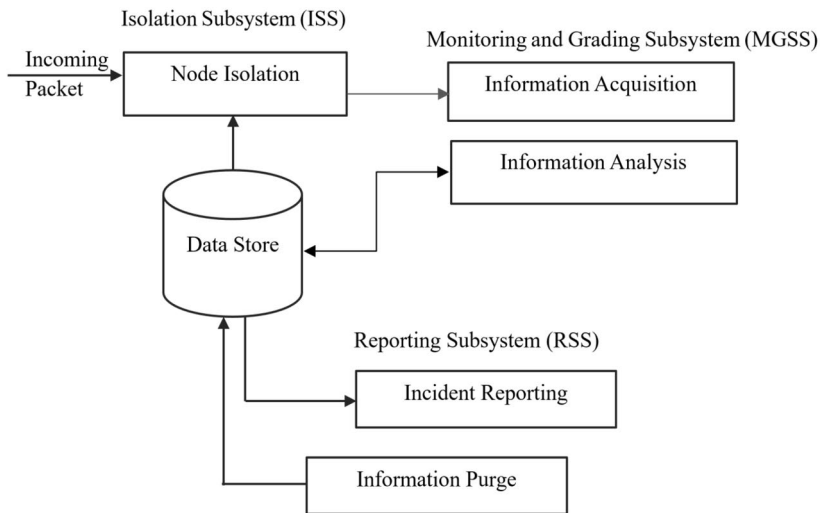 Isolation Subsystem (ISS)
Monitoring and Grading Subsystem (MGSS)
Incoming
Packet
Node Isolation
Information Acquisition
Information Analysis
Data Store
Reporting Subsystem (RSS)
Incident Reporting
Information Purge